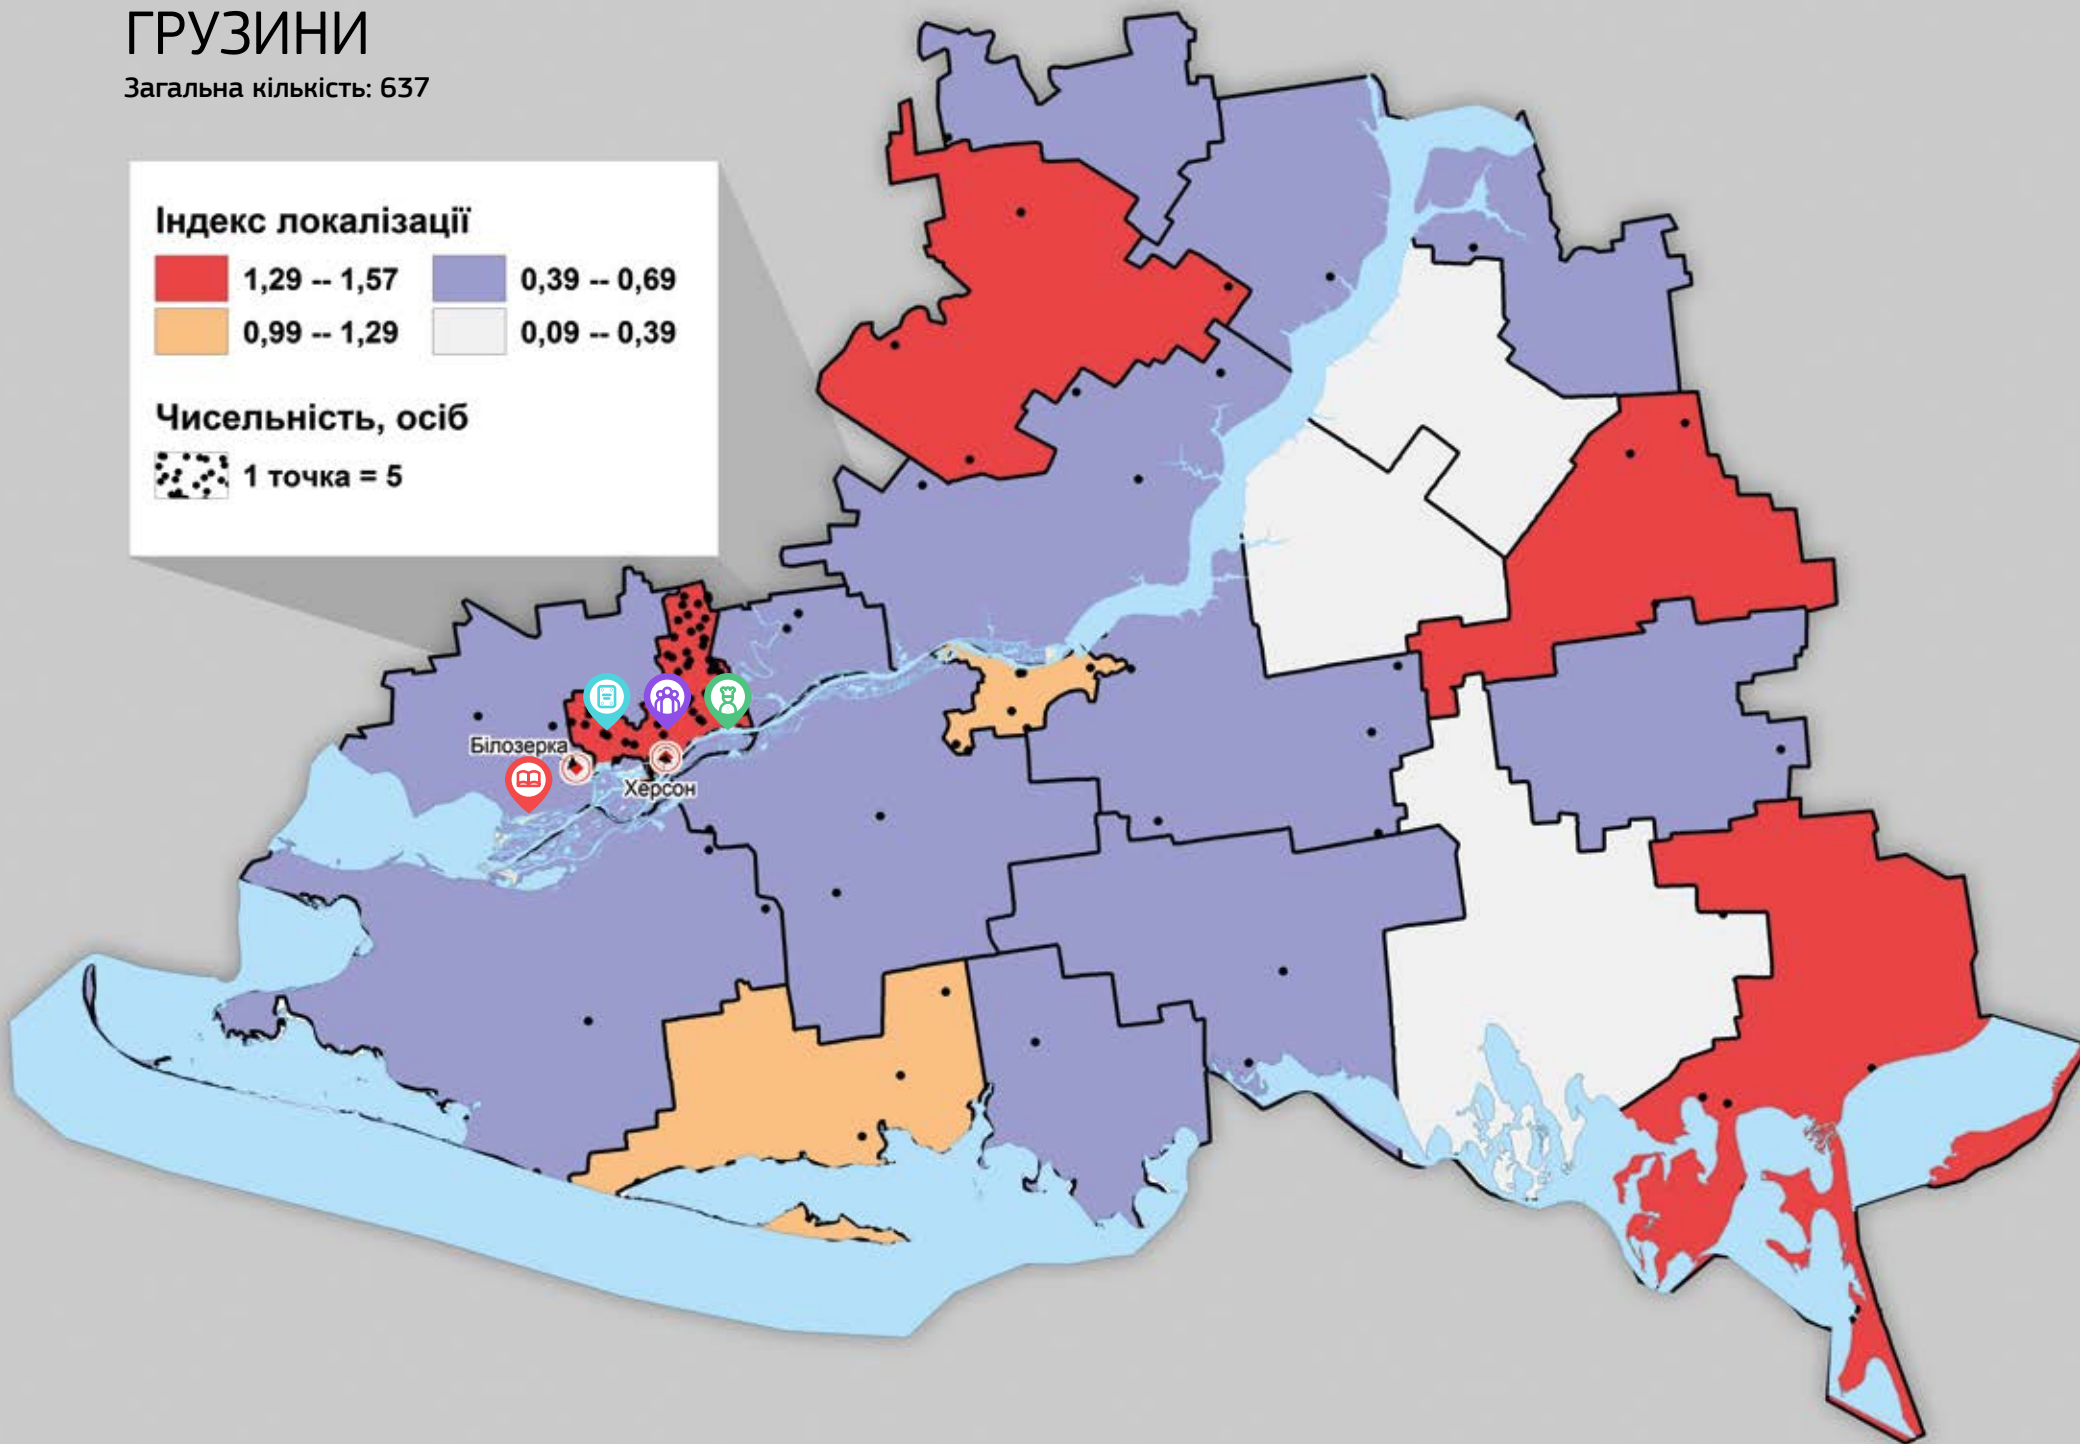 ГРУЗИНИ
Загальна кількість: 637
Індекс локалізації
1,29 -- 1,57 0,39 -- 0,69
0,99 -- 1,29 0,09 -- 0,39
Чисельність, осіб
1 точка = 5
Білозерка
Херсон